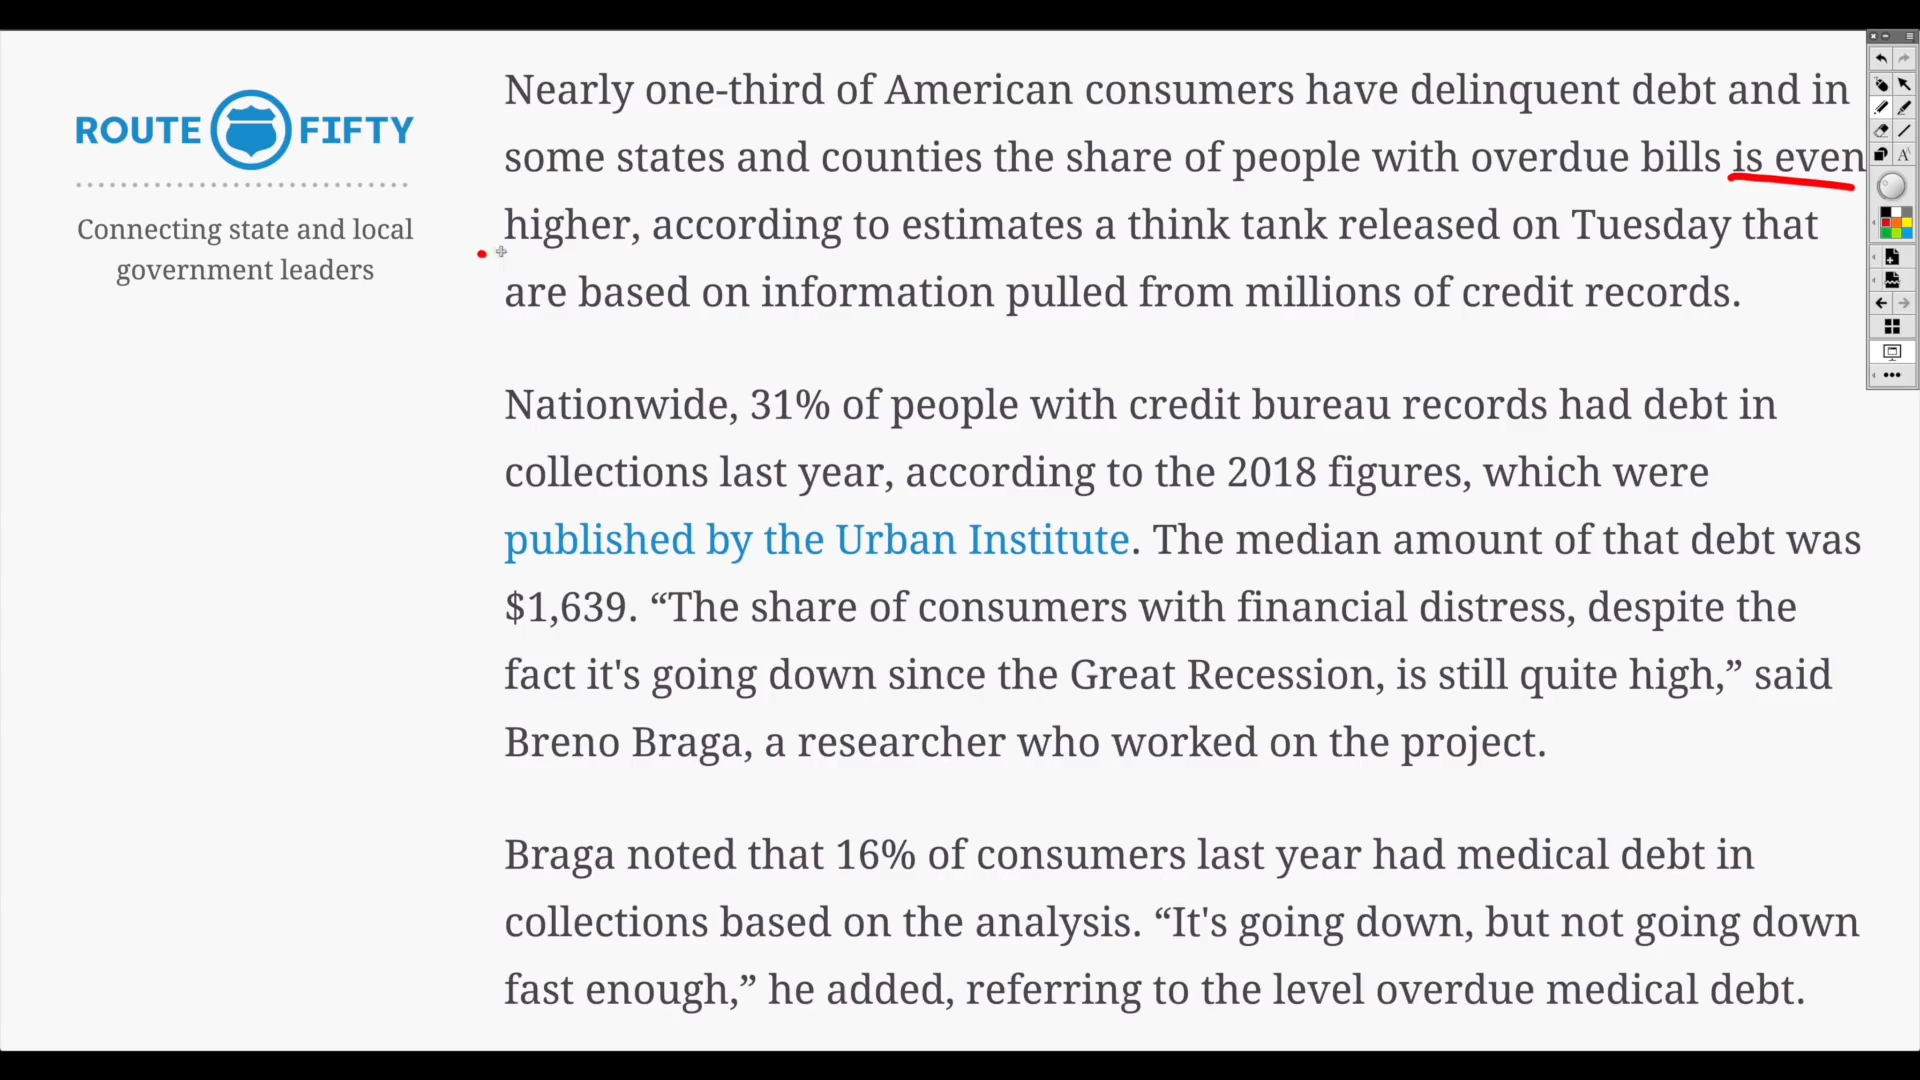 ROUTE FIFTY
Connecting state and local
government leaders
Nearly one-third of American consumers have delinquent debt and in
some states and counties the share of people with overdue bills is even
higher, according to estimates a think tank released on Tuesday that
are based on information pulled from millions of credit records.
Nationwide, 31% of people with credit bureau records had debt in
collections last year, according to the 2018 figures, which were
published by the Urban Institute. The median amount of that debt was
$1,639. “The share of consumers with financial distress, despite the
fact it's going down since the Great Recession, is still quite high,” said
Breno Braga, a researcher who worked on the project.
Braga noted that 16% of consumers last year had medical debt in
collections based on the analysis. “It's going down, but not going down
fast enough,” he added, referring to the level overdue medical debt.